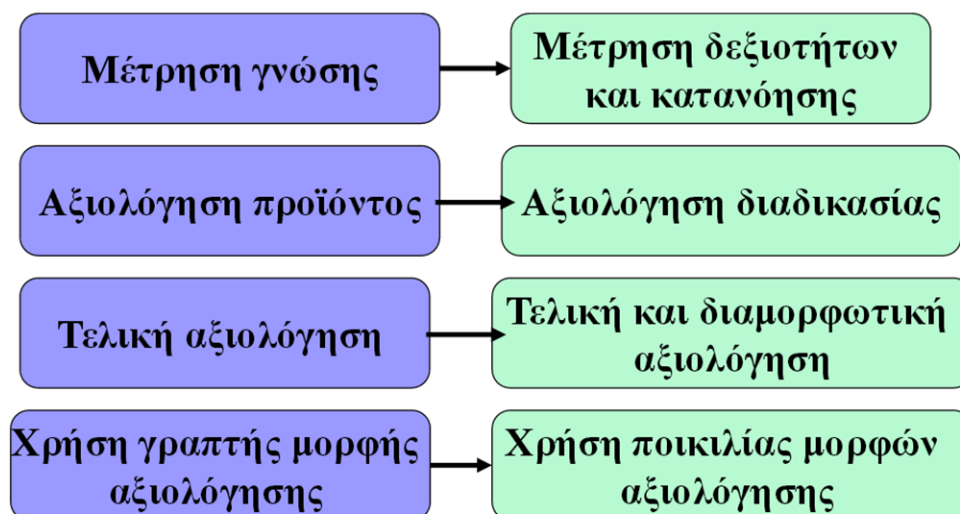 Μέτρηση γνώσης
Μέτρηση δεξιοτήτων
και κατανόησης
Αξιολόγηση προϊόντος
Αξιολόγηση διαδικασίας
Τελική αξιολόγηση
Τελική και διαμορφωτική
αξιολόγηση
Χρήση γραπτής μορφής
αξιολόγησης
Χρήση ποικιλίας μορφών
αξιολόγησης